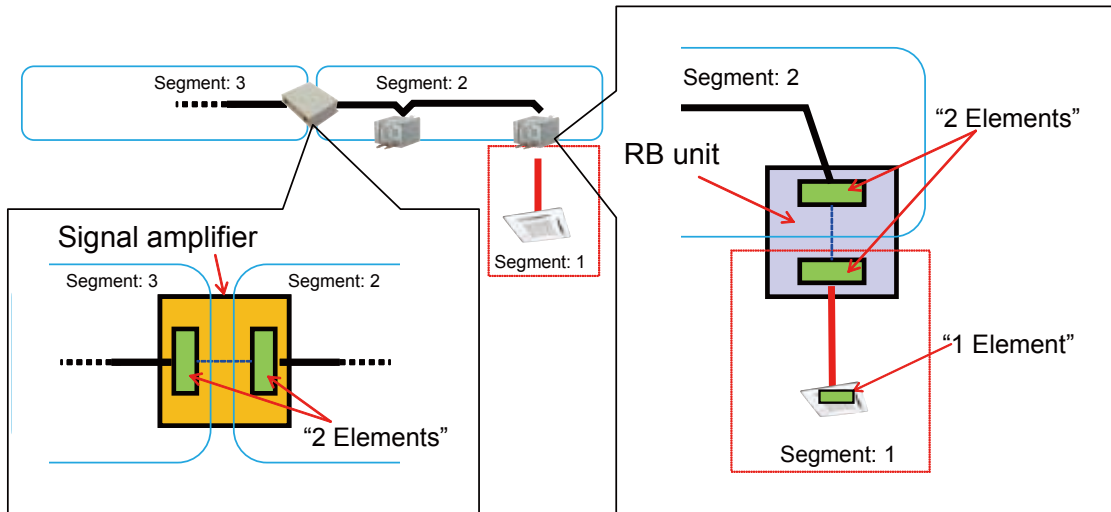 Segment: 3
Segment: 2
Segment: 1
Signal amplifier
Segment: 3
Segment: 2
“2 Elements”
Segment: 2
“2 Elements”
RB unit
“1 Element”
Segment: 1